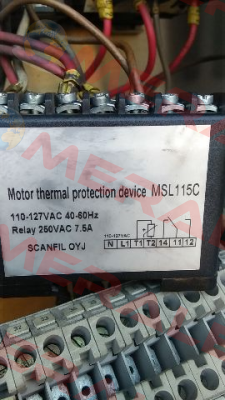 Motor thermal protection device MSL115C
110-127VAC 40-60Hz
Relay 250VAC 7.5A
SCANFIL OYJ
110-127VAC
N L1 T1 T2 14 11 12